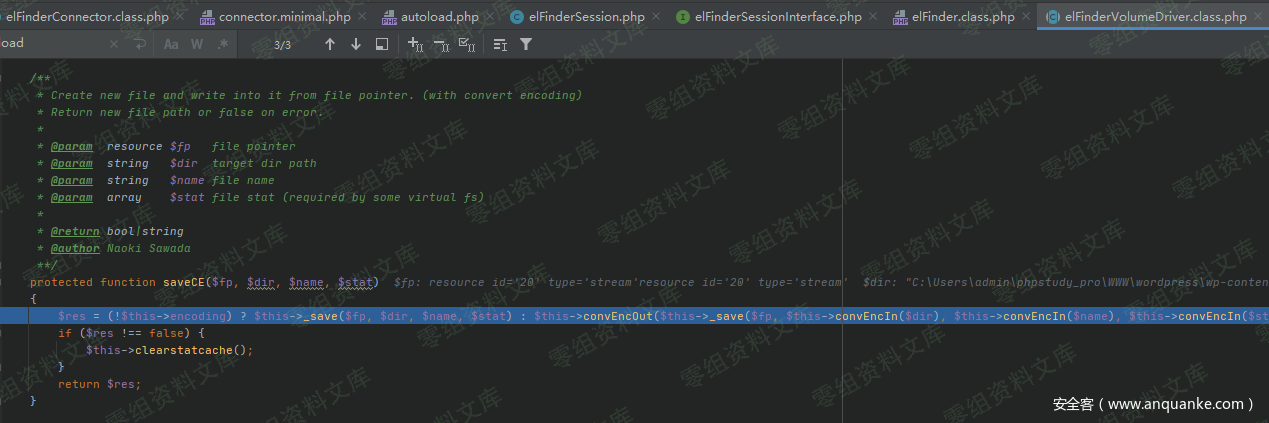 elFinderConnector.class.php connector.minimal.php autoload.php elFinderSession.php elFinderSessionInterface.php elFinder.class.php elFinderVolumeDriver.class.php
oad Aa W .* 3/3
/**
* Create new file and write into it from file pointer. (with convert encoding)
* Return new file path or false on error.
*
* @param resource $fp file pointer
* @param string $dir target dir path
* @param string $name file name
* @param array $stat file stat (required by some virtual fs)
*
* @return bool|string
* @author Naoki Sawada
**/
protected function saveCE($fp, $dir, $name, $stat) $fp: resource id='20' type='stream'resource id='20' type='stream' $dir: "C:\Users\admin\phpstudy_pro\WWW\wordpress\wp-conten
{
$res = (!$this->encoding) ? $this->_save($fp, $dir, $name, $stat) : $this->convEncOut($this->_save($fp, $this->convEncIn($dir), $this->convEncIn($name), $this->convEncIn($st
if ($res !== false) {
$this->clearstatcache();
}
return $res;
}
零组资料文库
安全客（www.anquanke.com）